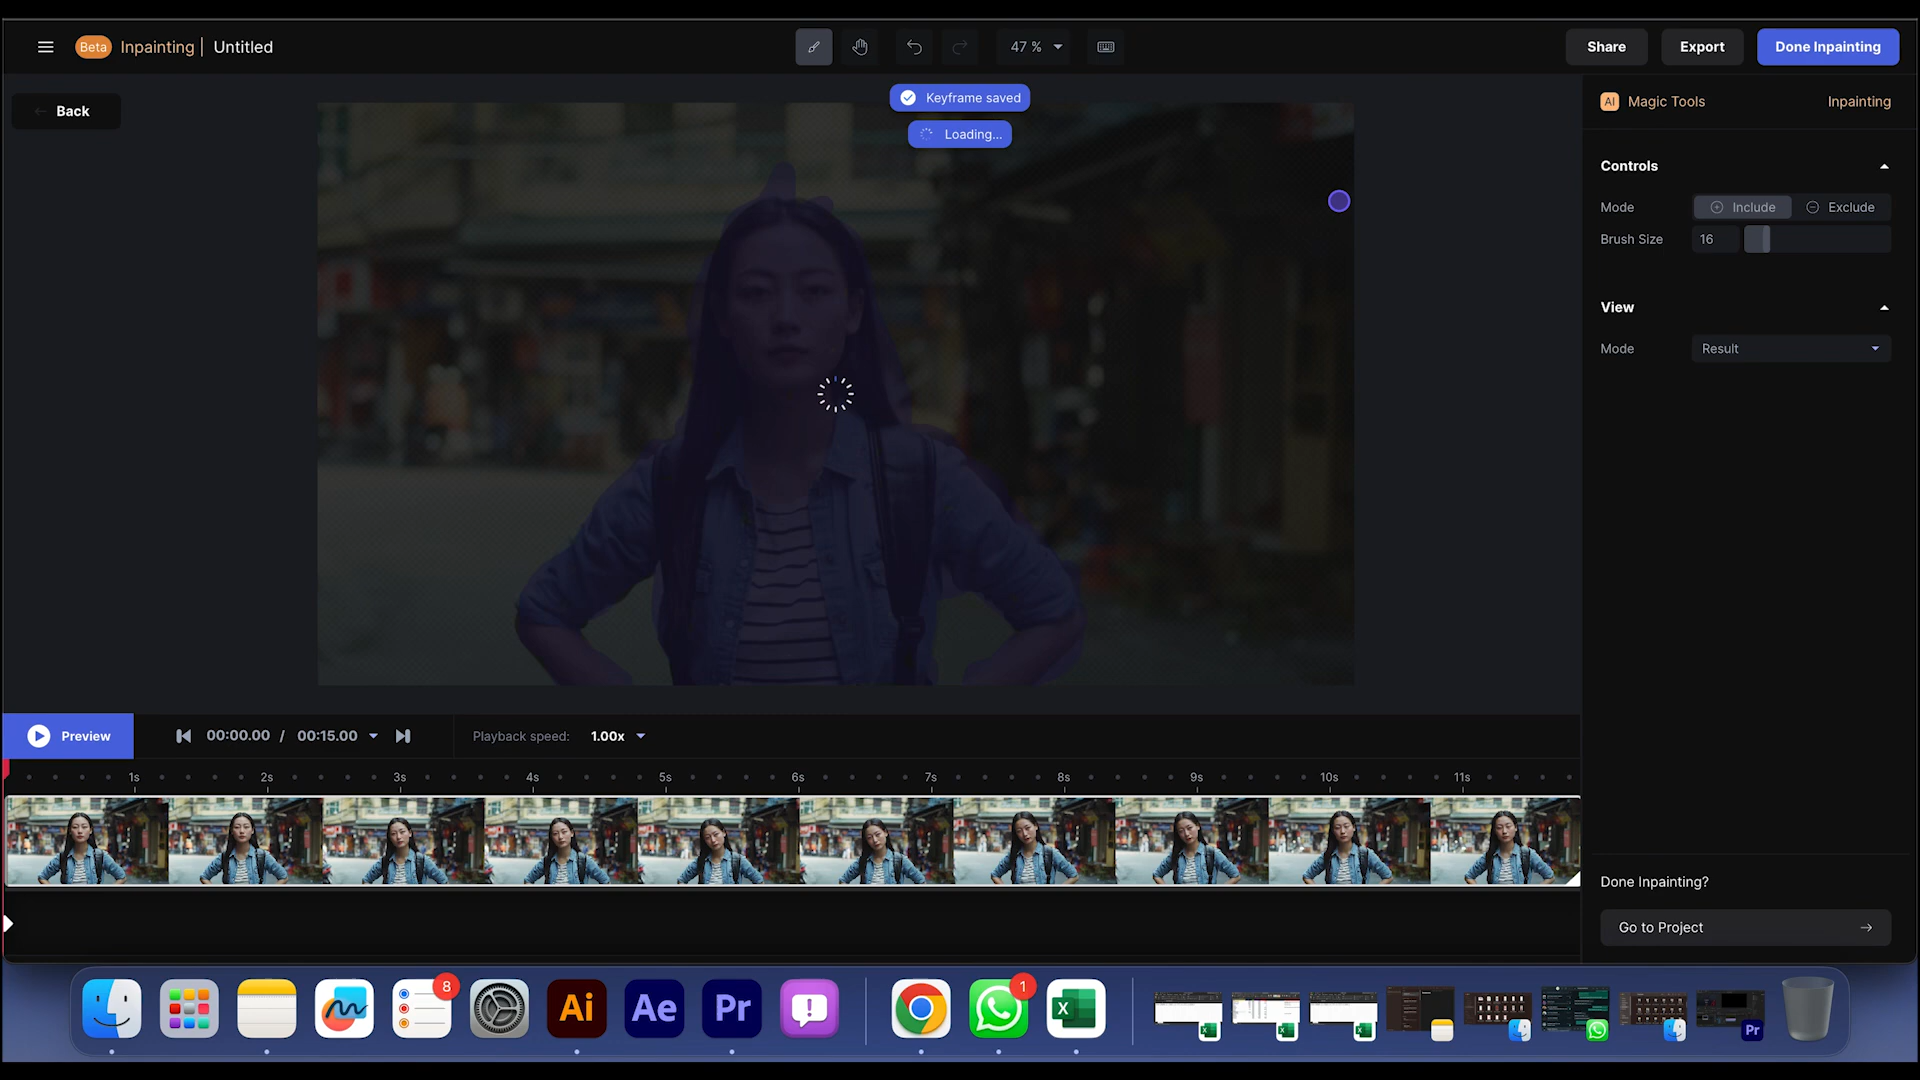 Beta Inpainting | Untitled
47 %
Share
Export
Done Inpainting
Back
Keyframe saved
Loading...
AI Magic Tools
Inpainting
Controls
Mode
Include
Exclude
Brush Size
16
View
Mode
Result
Preview
00:00.00 / 00:15.00
Playback speed: 1.00x
1s 2s 3s 4s 5s 6s 7s 8s 9s 10s 11s
Done Inpainting?
Go to Project
8
Ai
Ae
Pr
1
X
Pr